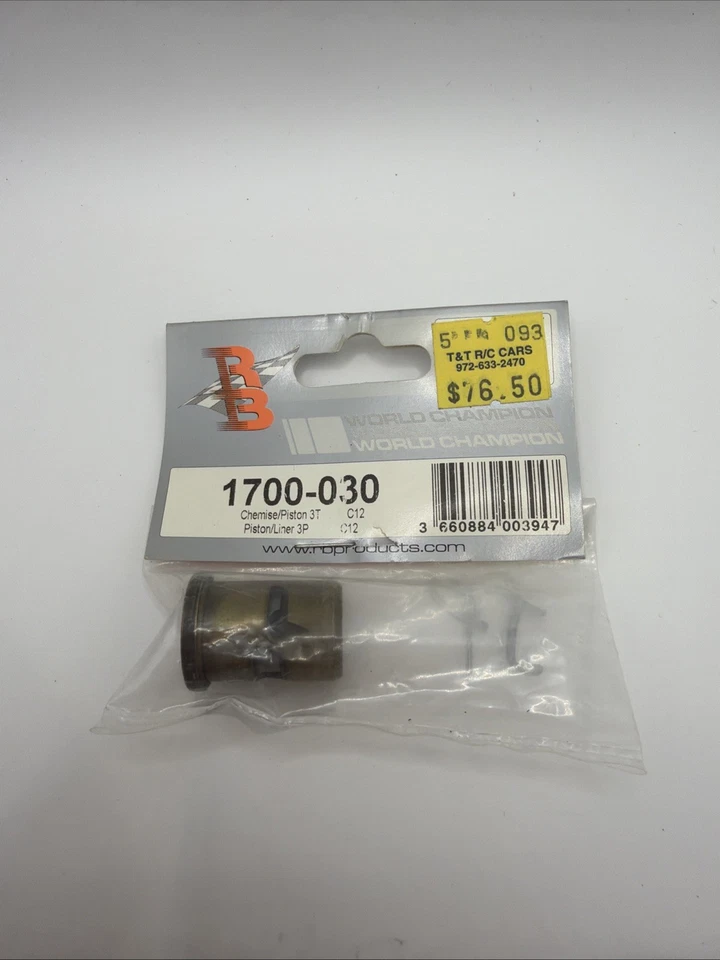 RB
093
T&T R/C CARS
972-633-2470
$76.50
WORLD CHAMPION
WORLD CHAMPION
1700-030
Chemise/Piston 3T C12
Piston/Liner 3P C12
3 660884 003947
www.rbproducts.com